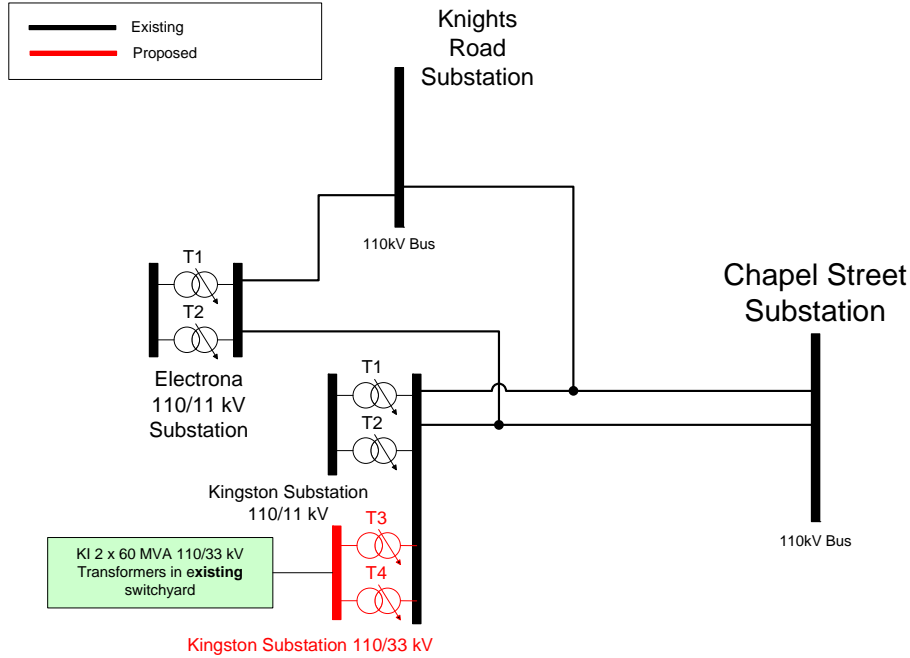 Existing
Proposed
Knights
Road
Substation
110kV Bus
T1
T2
Electrona
110/11 kV
Substation
Chapel Street
Substation
T1
T2
Kingston Substation
110/11 kV
110kV Bus
T3
T4
KI 2 x 60 MVA 110/33 kV
Transformers in existing
switchyard
Kingston Substation 110/33 kV